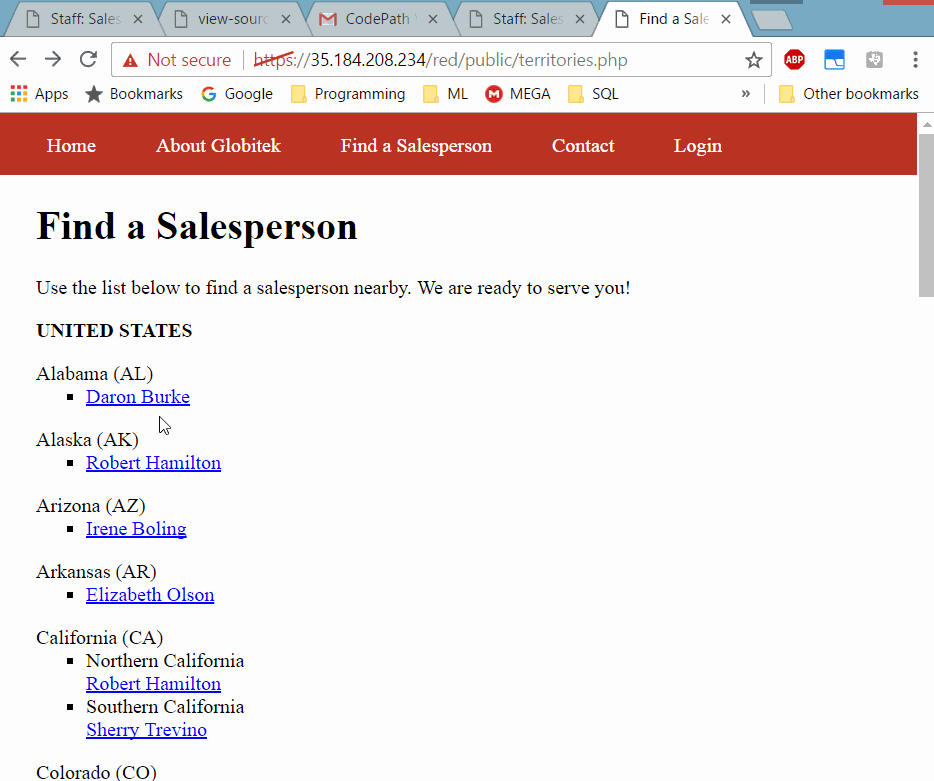 Staff: Sales
view-sourc
CodePath
Staff: Sales
Find a Sale
Not secure https://35.184.208.234/red/public/territories.php
ABP
Apps Bookmarks Google Programming ML MEGA SQL » Other bookmarks
Home About Globitek Find a Salesperson Contact Login
Find a Salesperson
Use the list below to find a salesperson nearby. We are ready to serve you!
UNITED STATES
Alabama (AL)
Daron Burke
Alaska (AK)
Robert Hamilton
Arizona (AZ)
Irene Boling
Arkansas (AR)
Elizabeth Olson
California (CA)
Northern California
Robert Hamilton
Southern California
Sherry Trevino
Colorado (CO)